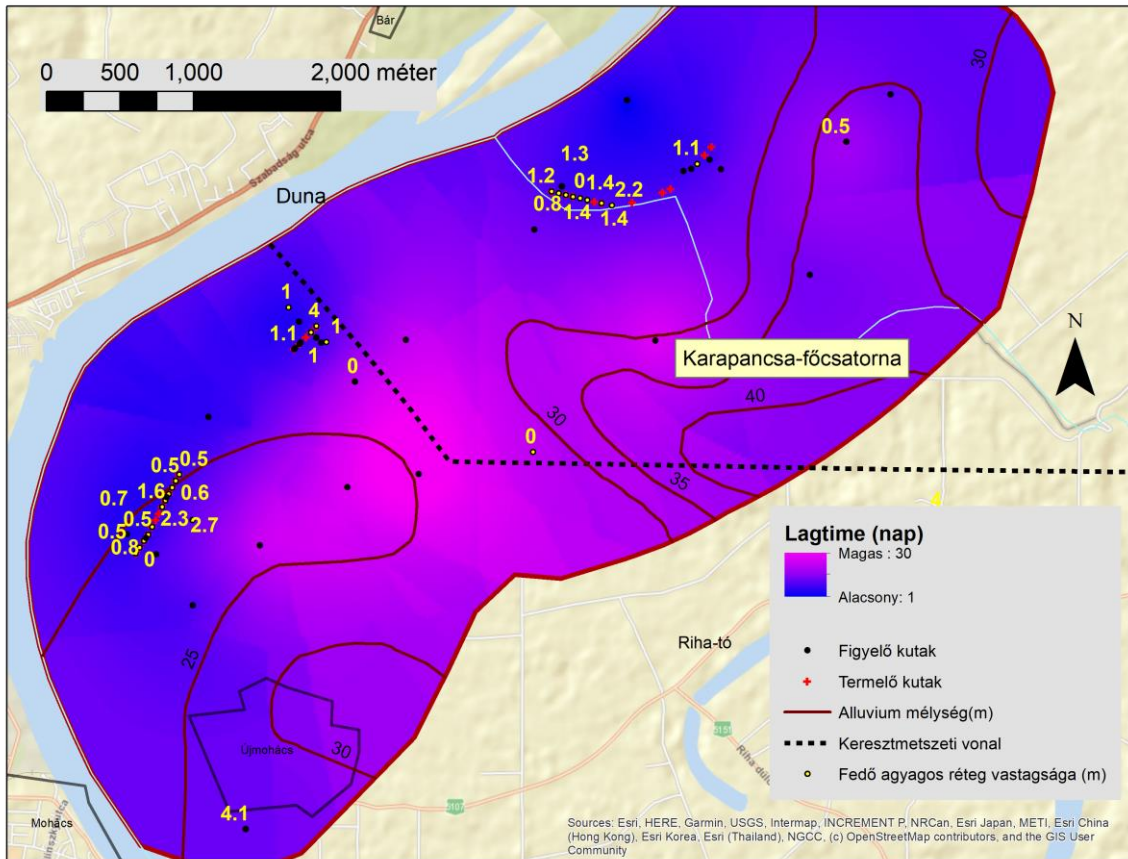 Bár
0 500 1,000 2,000 méter
Szabadság utca
Duna
30
0.5
1.1
1.3
1.2
01.4
2.2
0.8
1.4
1.4
1
4
1
1.1
1
0
Karapancsa-főcsatorna
N
40
30
35
0
0.5
0.5
0.7
1.6
0.6
0.5
0.5
2.3
2.7
0.8
0
4
25
30
Újmohács
4.1
Mohács
Riha-tó
5151
5107
Lagtime (nap)
Magas : 30
Alacsony: 1
Figyelő kutak
Termelő kutak
Alluvium mélység(m)
Keresztmetszeti vonal
Fedő agyagos réteg vastagsága (m)
Sources: Esri, HERE, Garmin, USGS, Intermap, INCREMENT P, NRCan, Esri Japan, METI, Esri China
(Hong Kong), Esri Korea, Esri (Thailand), NGCC, (c) OpenStreetMap contributors, and the GIS User
Community